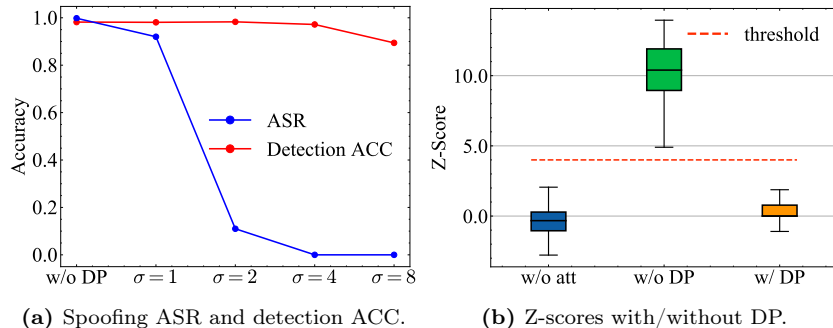 1.0
0.8
0.6
0.4
0.2
0.0
Accuracy
ASR
Detection ACC
w/o DP σ = 1 σ = 2 σ = 4 σ = 8
(a) Spoofing ASR and detection ACC.
10.0
5.0
0.0
Z-Score
threshold
w/o att w/o DP w/ DP
(b) Z-scores with/without DP.